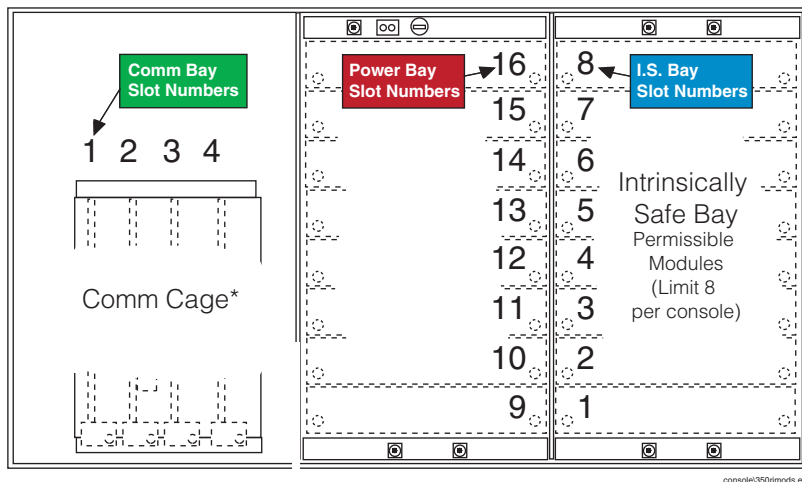 Comm Bay
Slot Numbers
1 2 3 4
Comm Cage*
Power Bay
Slot Numbers
16
15
14
13
12
11
10
9
8
7
6
5
4
3
2
1
I.S. Bay
Slot Numbers
Intrinsically
Safe Bay
Permissible
Modules
(Limit 8
per console)